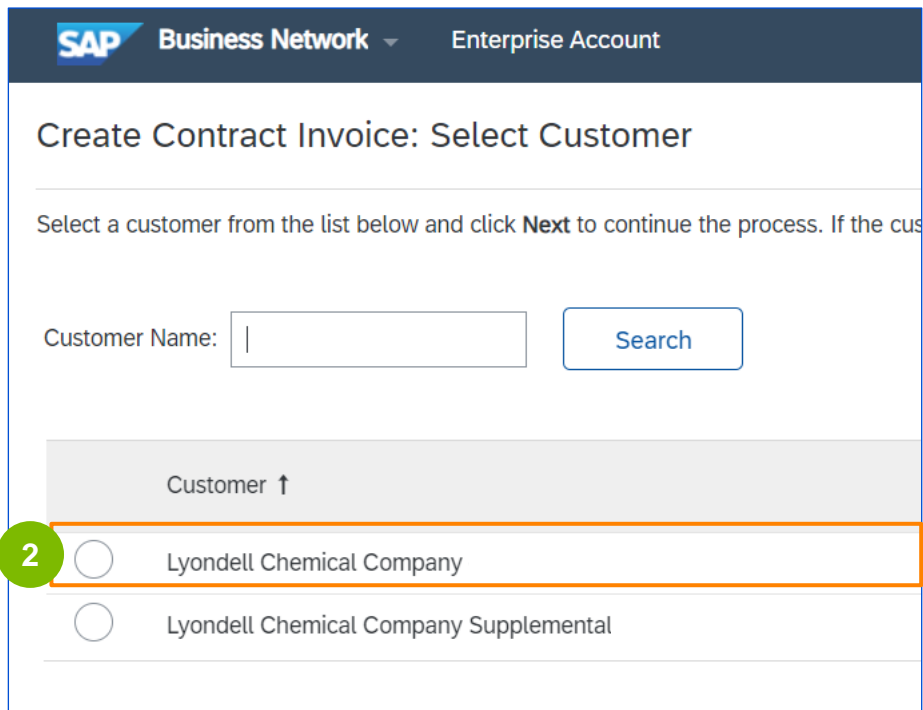 SAP Business Network Enterprise Account
Create Contract Invoice: Select Customer
Select a customer from the list below and click Next to continue the process. If the cus
Customer Name: Search
Customer ↑
2 Lyondell Chemical Company
Lyondell Chemical Company Supplemental